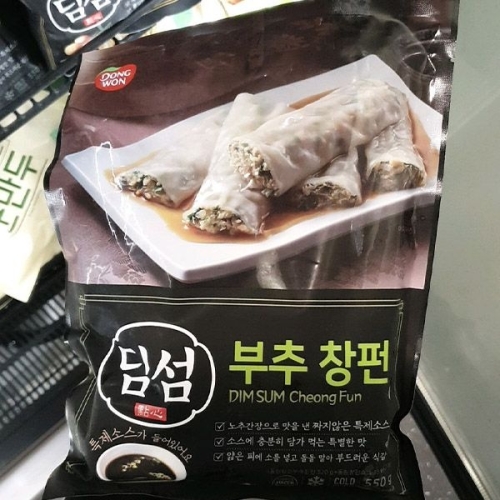 DONG
WON
딤섬
點心
부추 창펀
DIM SUM Cheong Fun
노추간장으로 맛을 낸 짜지않은 특제소스
소스에 충분히 담가 먹는 특별한 맛
얇은 피에 소를 넣고 돌돌 말아 부드러운 식감
특제소스가 들어있어요
COLD 550g